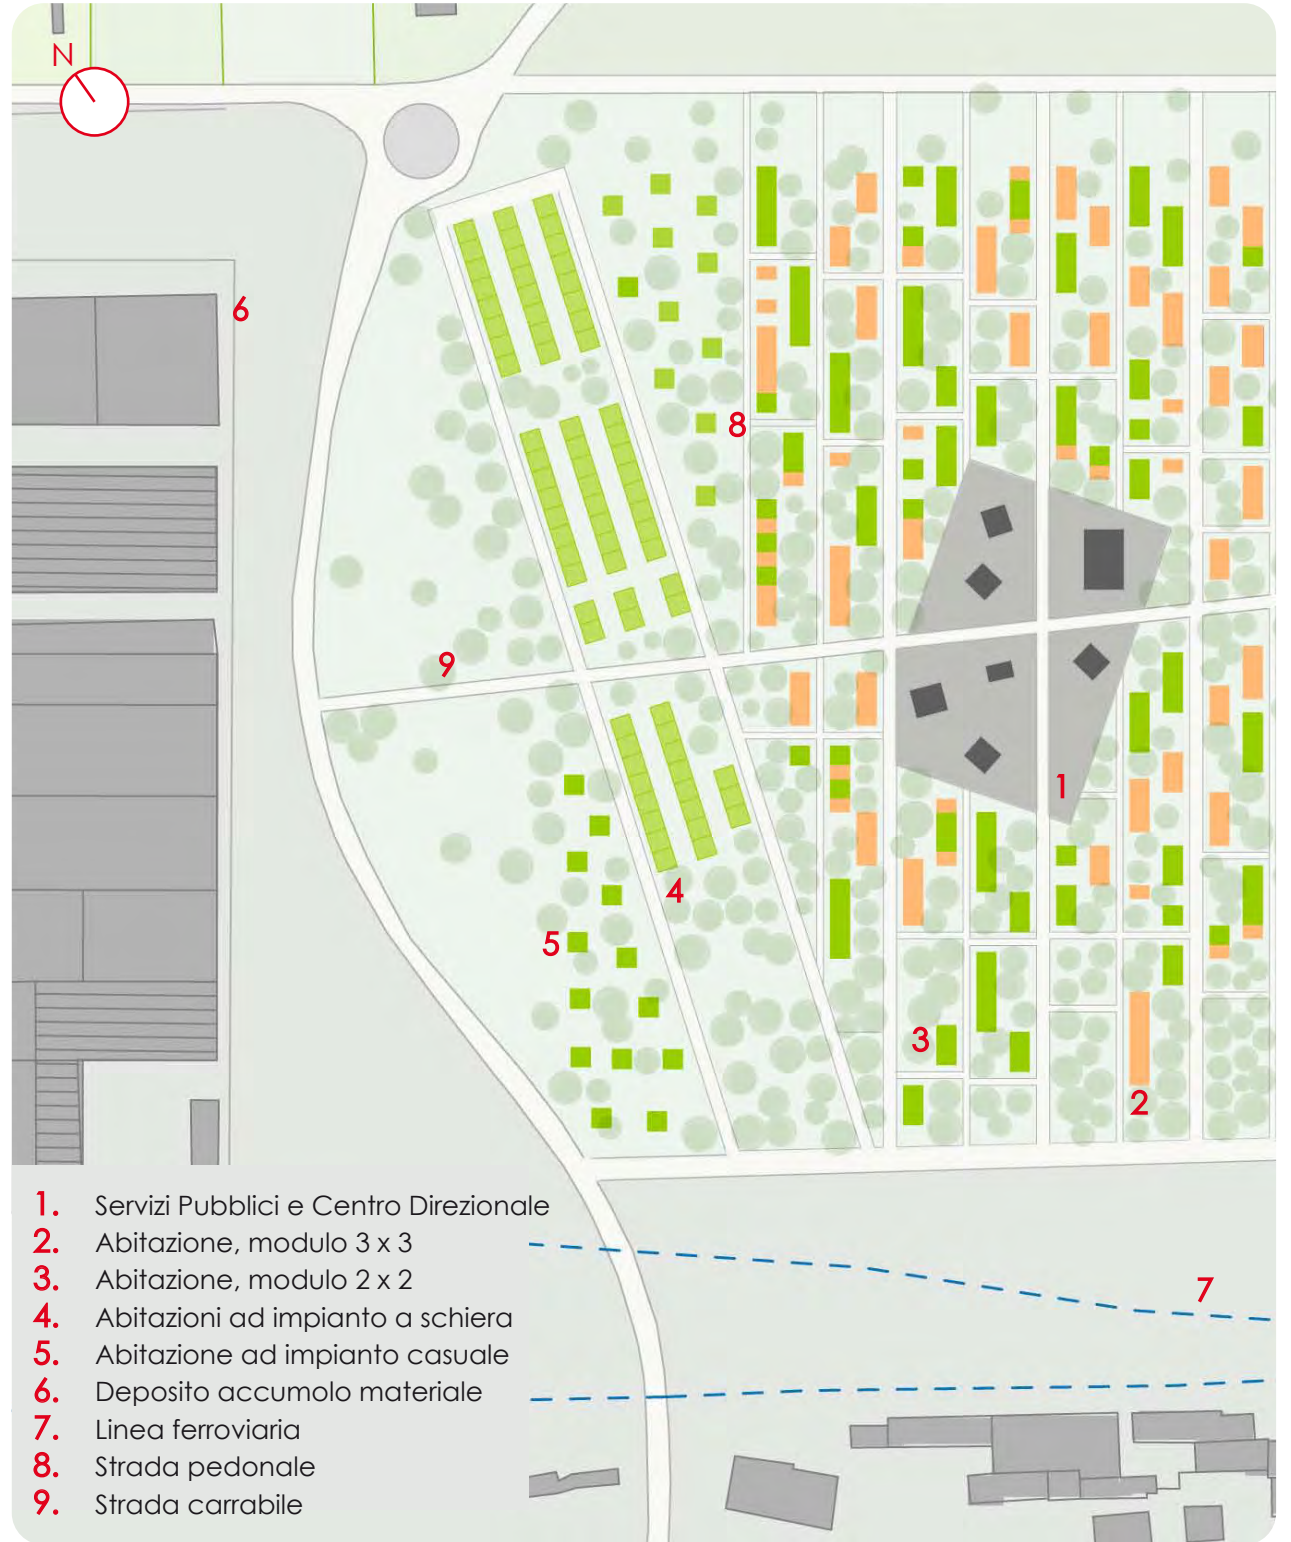 N
6
8
9
1
4
5
3
2
7
1. Servizi Pubblici e Centro Direzionale
2. Abitazione, modulo 3 x 3
3. Abitazione, modulo 2 x 2
4. Abitazioni ad impianto a schiera
5. Abitazione ad impianto casuale
6. Deposito accumolo materiale
7. Linea ferroviaria
8. Strada pedonale
9. Strada carrabile